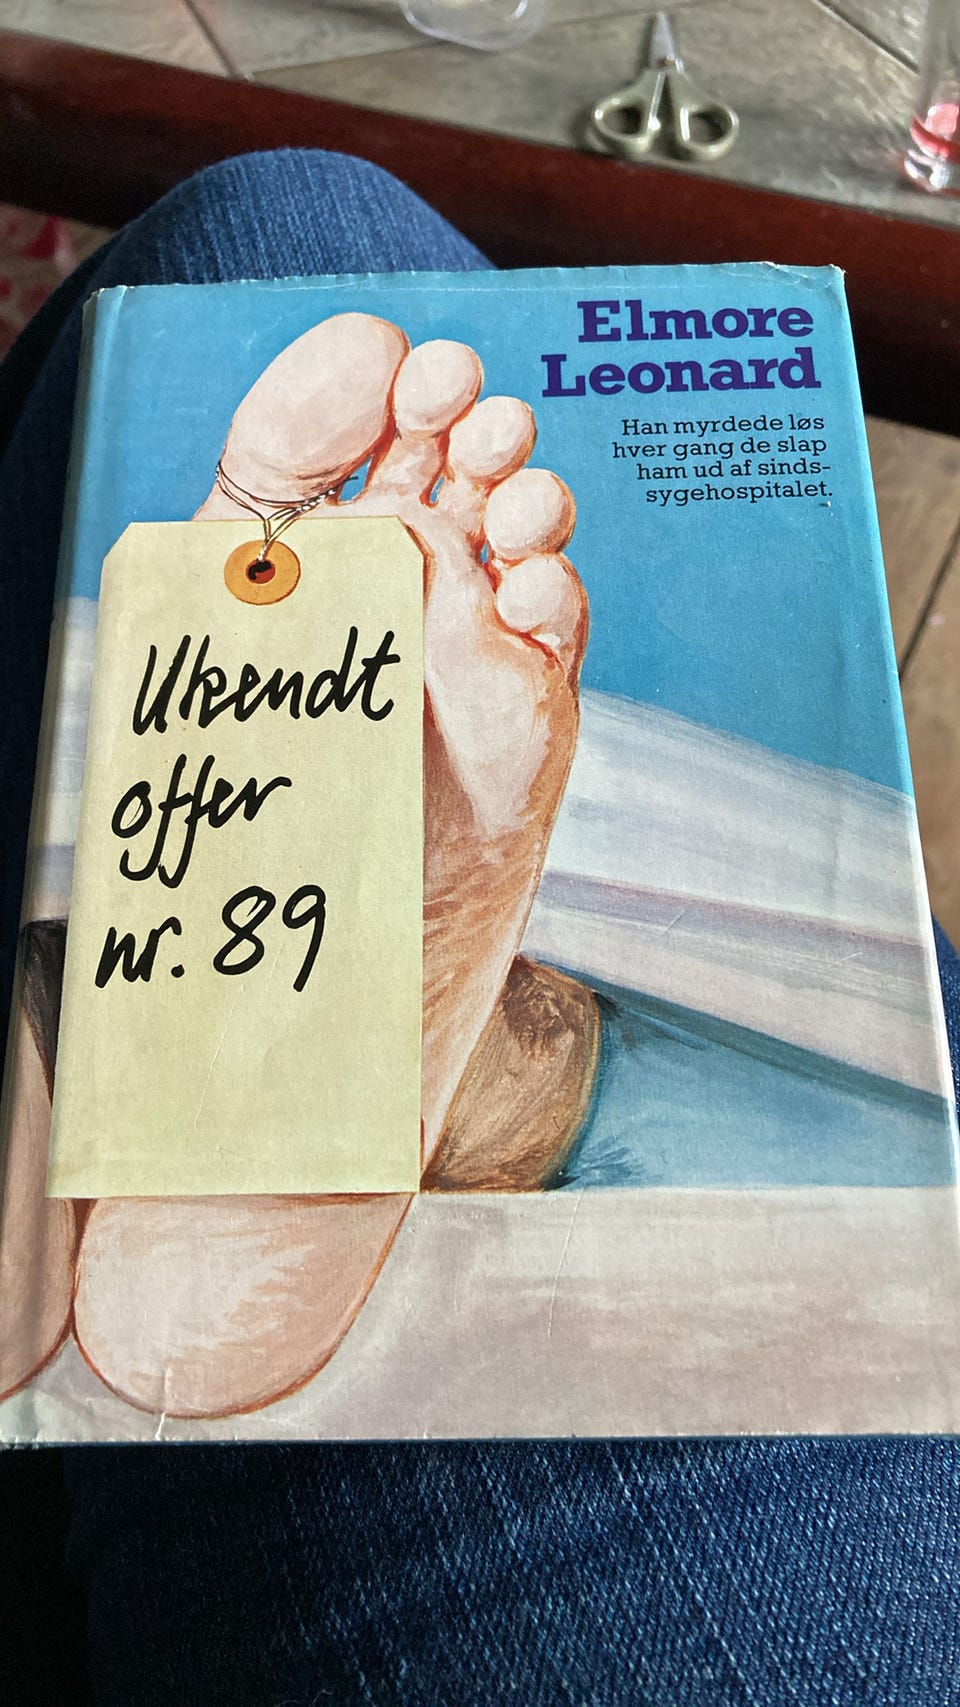 Elmore
Leonard
Han myrdede løs
hver gang de slap
ham ud af sinds-
sygehospitalet.
Ukendt
offer
nr. 89